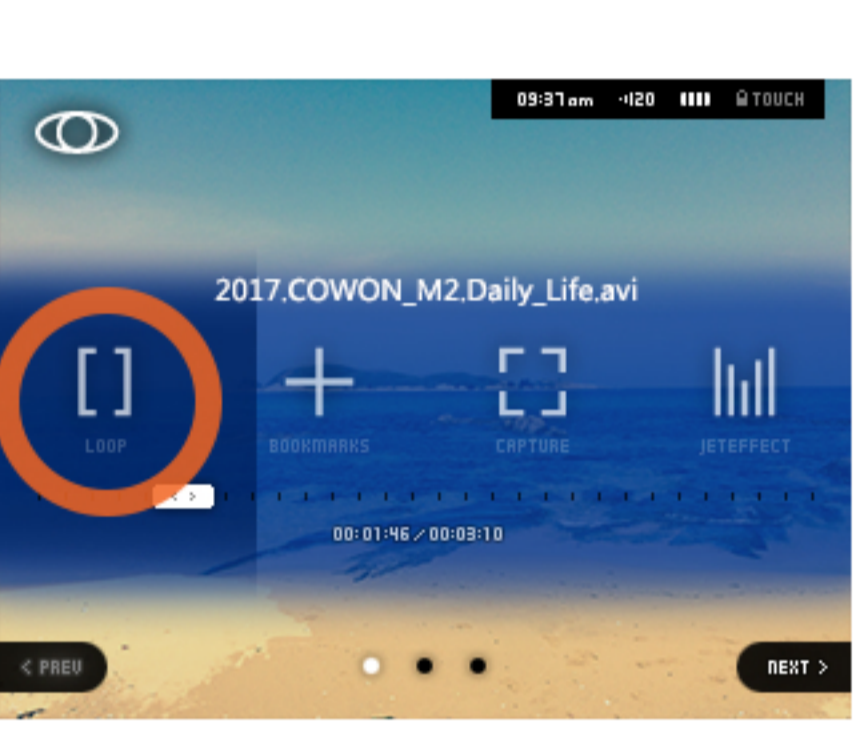 09:37am 20 TOUCH
2017.COWON_M2.Daily_Life.avi
LOOP BOOKMARKS CAPTURE JETEFFECT
< >
00:01:46/00:03:10
< PREV NEXT >